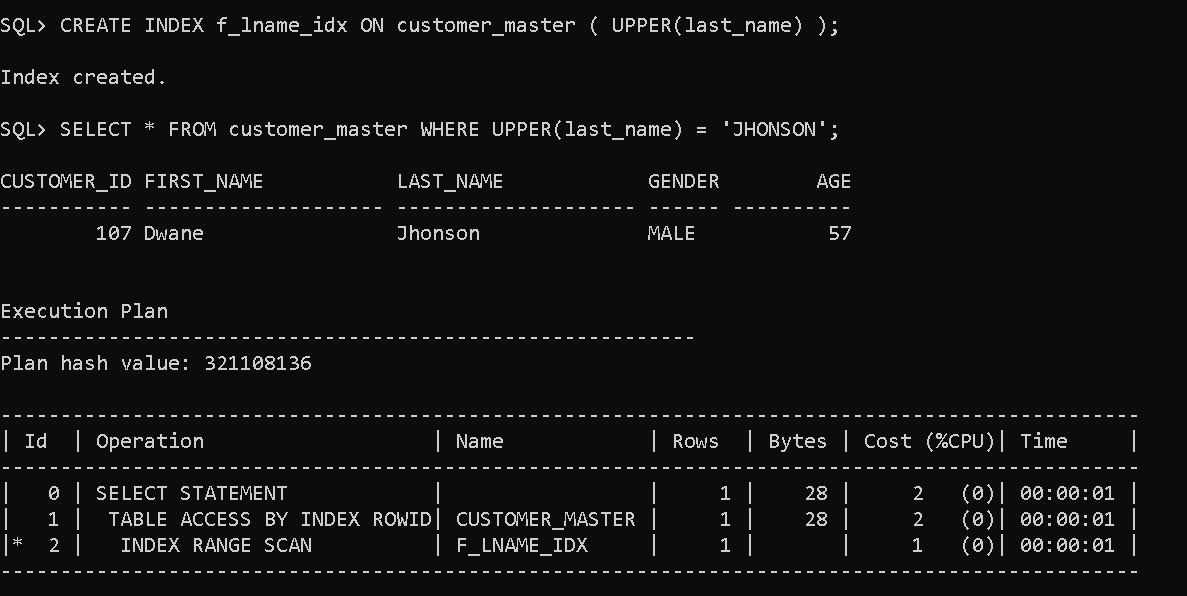 SQL> CREATE INDEX f_lname_idx ON customer_master ( UPPER(last_name) );
Index created.
SQL> SELECT * FROM customer_master WHERE UPPER(last_name) = 'JHONSON';
CUSTOMER_ID FIRST_NAME           LAST_NAME            GENDER        AGE
----------- -------------------- -------------------- ------ ----------
        107 Dwane                Jhonson              MALE           57
Execution Plan
----------------------------------------------------------
Plan hash value: 321108136
-----------------------------------------------------------------------------------------------
| Id  | Operation                   | Name            | Rows  | Bytes | Cost (%CPU)| Time     |
-----------------------------------------------------------------------------------------------
|   0 | SELECT STATEMENT            |                 |     1 |    28 |     2   (0)| 00:00:01 |
|   1 |  TABLE ACCESS BY INDEX ROWID| CUSTOMER_MASTER |     1 |    28 |     2   (0)| 00:00:01 |
|*  2 |   INDEX RANGE SCAN          | F_LNAME_IDX     |     1 |       |     1   (0)| 00:00:01 |
-----------------------------------------------------------------------------------------------